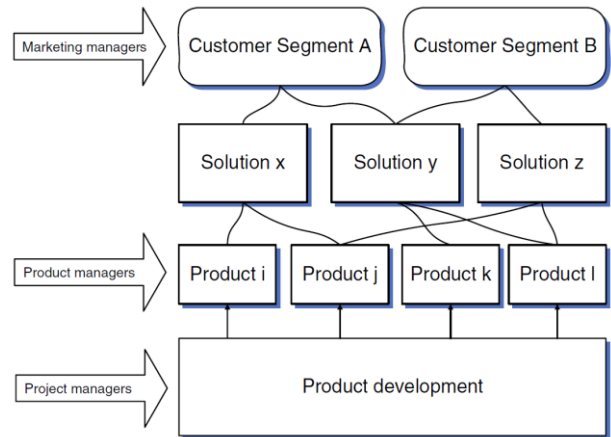 Marketing managers
Customer Segment A
Customer Segment B
Solution x
Solution y
Solution z
Product managers
Product i
Product j
Product k
Product l
Project managers
Product development